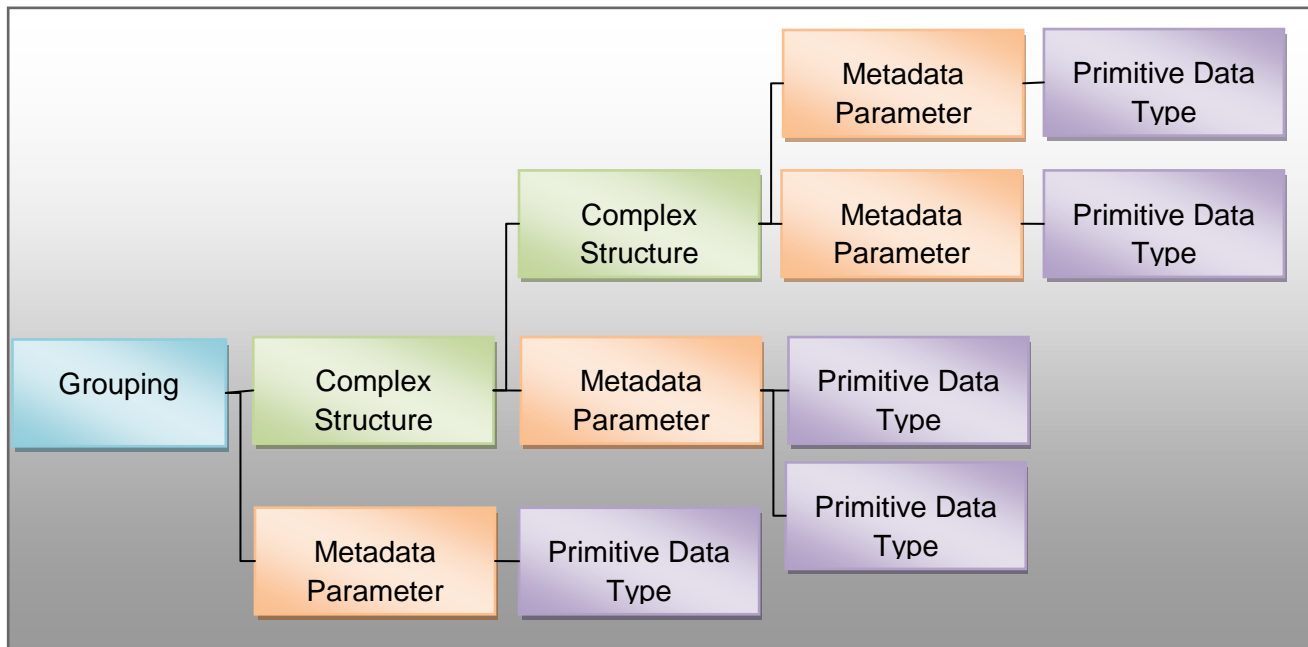 Metadata
Parameter
Primitive Data
Type
Complex
Structure
Metadata
Parameter
Primitive Data
Type
Grouping
Complex
Structure
Metadata
Parameter
Primitive Data
Type
Primitive Data
Type
Metadata
Parameter
Primitive Data
Type